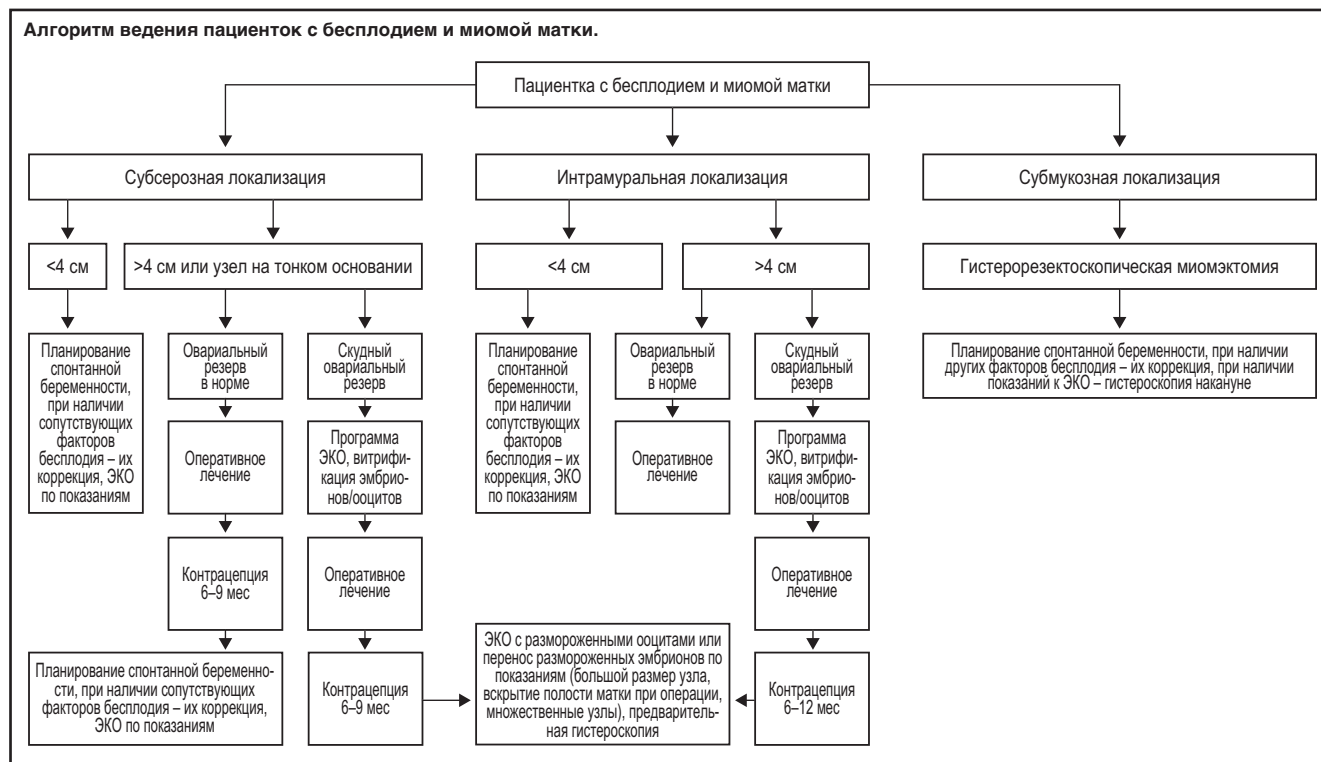 Алгоритм ведения пациенток с бесплодием и миомой матки.
Пациентка с бесплодием и миомой матки
Субсерозная локализация
Интрамуральная локализация
Субмукозная локализация
<4 см
>4 см или узел на тонком основании
<4 см
>4 см
Гистерорезектоскопическая миомэктомия
Планирование
спонтанной
беременности,
при наличии
сопутствующих
факторов
бесплодия – их
коррекция, ЭКО
по показаниям
Овариальный
резерв
в норме
Скудный
овариальный
резерв
Планирование
спонтанной
беременности,
при наличии
сопутствующих
факторов
бесплодия – их
коррекция, ЭКО
по показаниям
Овариальный
резерв
в норме
Скудный
овариальный
резерв
Планирование спонтанной беременности, при наличии
других факторов бесплодия – их коррекция, при наличии
показаний к ЭКО – гистероскопия накануне
Оперативное
лечение
Программа
ЭКО, витрифи-
кация эмбрио-
нов/ооцитов
Оперативное
лечение
Программа
ЭКО, витрифи-
кация эмбрио-
нов/ооцитов
Контрацепция
6–9 мес
Оперативное
лечение
Оперативное
лечение
Планирование спонтанной беременно-
сти, при наличии сопутствующих
факторов бесплодия – их коррекция,
ЭКО по показаниям
Контрацепция
6–9 мес
ЭКО с размороженными ооцитами или
перенос размороженных эмбрионов по
показаниям (большой размер узла,
вскрытие полости матки при операции,
множественные узлы), предваритель-
ная гистероскопия
Контрацепция
6–12 мес